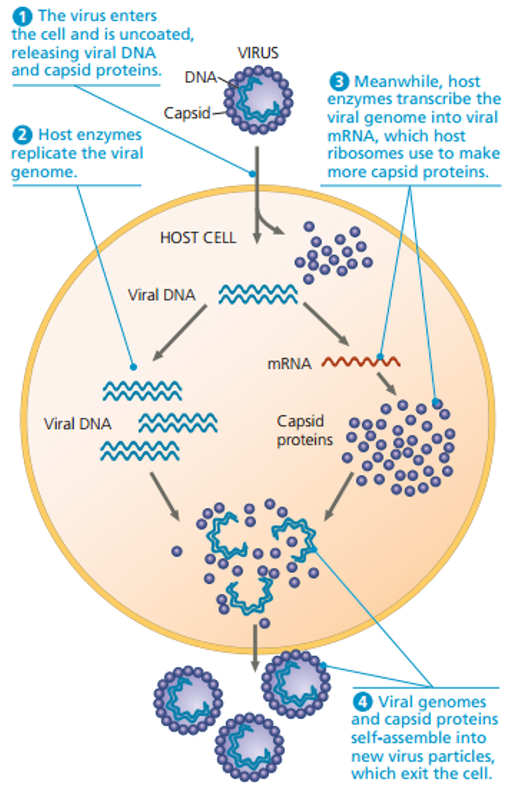 1 The virus enters
the cell and is uncoated,
releasing viral DNA
and capsid proteins.
VIRUS
DNA
Capsid
3 Meanwhile, host
enzymes transcribe the
viral genome into viral
mRNA, which host
ribosomes use to make
more capsid proteins.
2 Host enzymes
replicate the viral
genome.
HOST CELL
Viral DNA
mRNA
Viral DNA
Capsid
proteins
4 Viral genomes
and capsid proteins
self-assemble into
new virus particles,
which exit the cell.